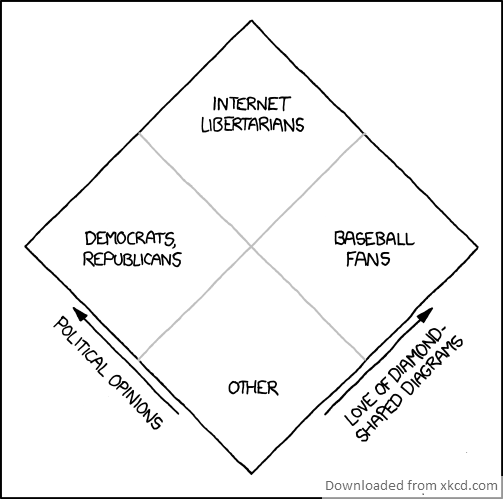 INTERNET
LIBERTARIANS
DEMOCRATS,
REPUBLICANS
BASEBALL
FANS
OTHER
POLITICAL OPINIONS
LOVE OF DIAMOND-
SHAPED DIAGRAMS
Downloaded from xkcd.com